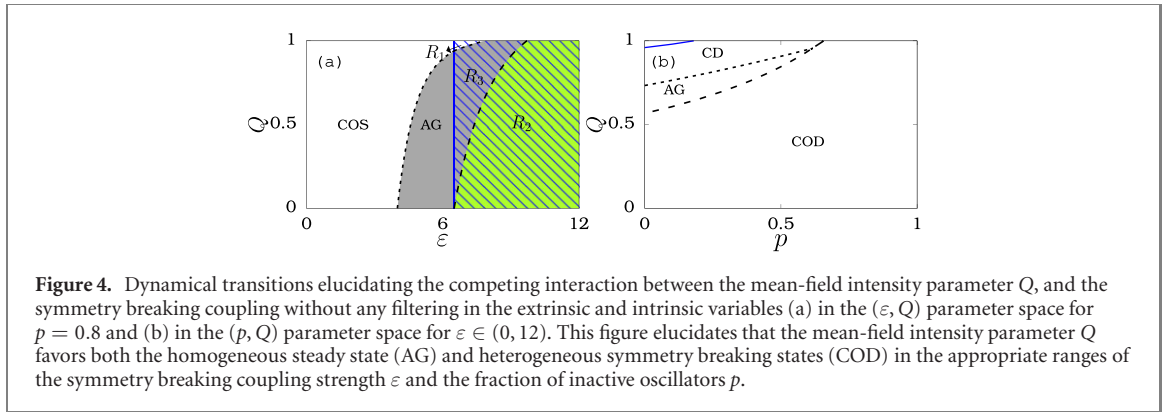 1
(a)
R₁
R₃
Q
0.5
COS
AG
R₂
0
0
6
12
ε
1
(b)
CD
AG
Q
0.5
COD
0
0
0.5
1
p
Figure 4. Dynamical transitions elucidating the competing interaction between the mean-field intensity parameter Q, and the
symmetry breaking coupling without any filtering in the extrinsic and intrinsic variables (a) in the (ε, Q) parameter space for
p = 0.8 and (b) in the (p, Q) parameter space for ε ∈ (0, 12). This figure elucidates that the mean-field intensity parameter Q
favors both the homogeneous steady state (AG) and heterogeneous symmetry breaking states (COD) in the appropriate ranges of
the symmetry breaking coupling strength ε and the fraction of inactive oscillators p.